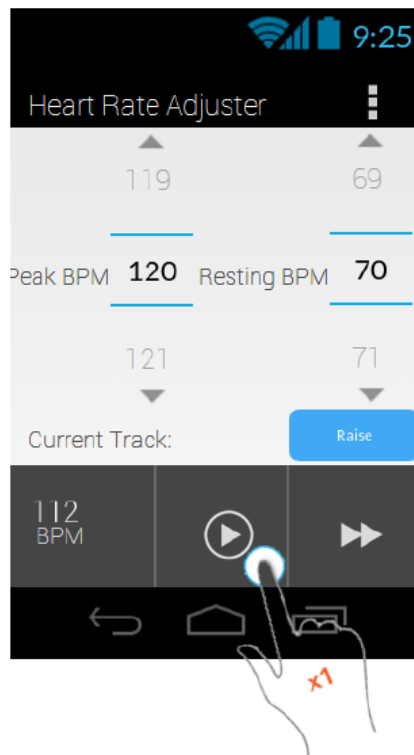 9:25
Heart Rate Adjuster
119 69
Peak BPM 120 Resting BPM 70
121 71
Current Track: Raise
112
BPM
x1